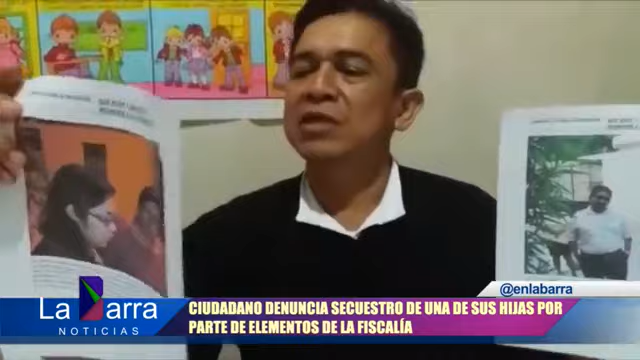 @enlabarra
La Barra
NOTICIAS
CIUDADANO DENUNCIA SECUESTRO DE UNA DE SUS HIJAS POR
PARTE DE ELEMENTOS DE LA FISCALÍA